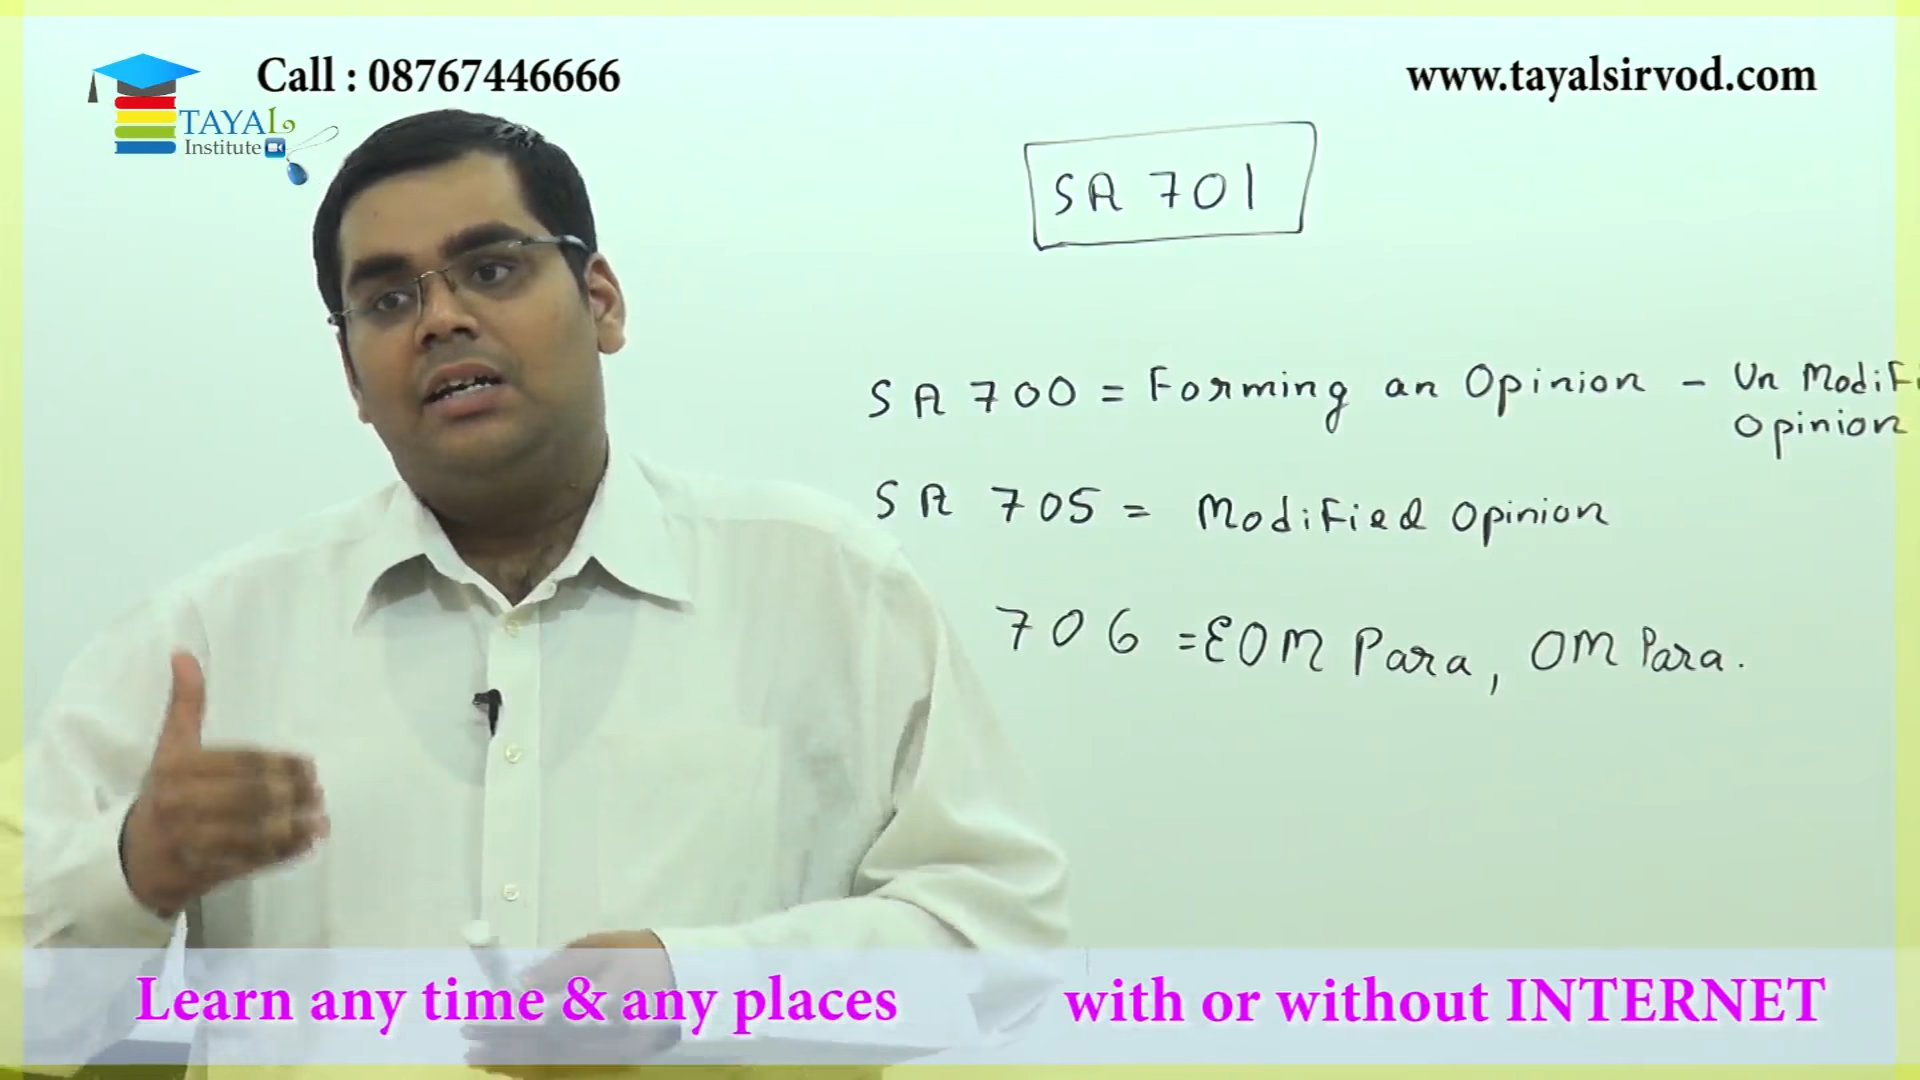 Call : 08767446666
www.tayalsirvod.com
TAYAL
Institute
SA 701
SA 700 = Forming an Opinion - Un Modifi
Opinion
SA 705 = Modified Opinion
706 = EOM Para, OM Para.
Learn any time & any places with or without INTERNET